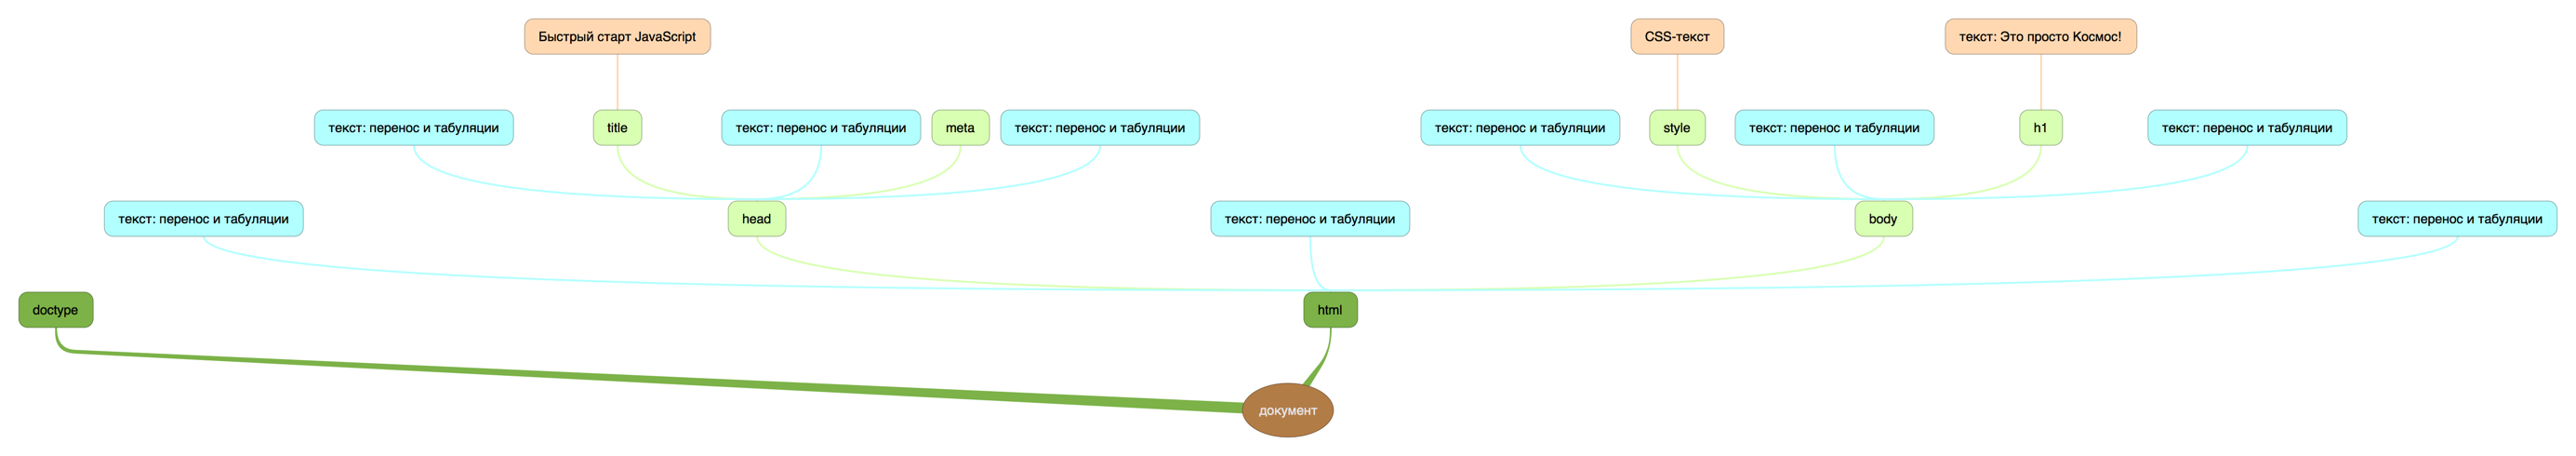 Быстрый старт JavaScript
CSS-текст
текст: Это просто Космос!
текст: перенос и табуляции
title
текст: перенос и табуляции
meta
текст: перенос и табуляции
текст: перенос и табуляции
style
текст: перенос и табуляции
h1
текст: перенос и табуляции
текст: перенос и табуляции
head
текст: перенос и табуляции
body
текст: перенос и табуляции
doctype
html
документ